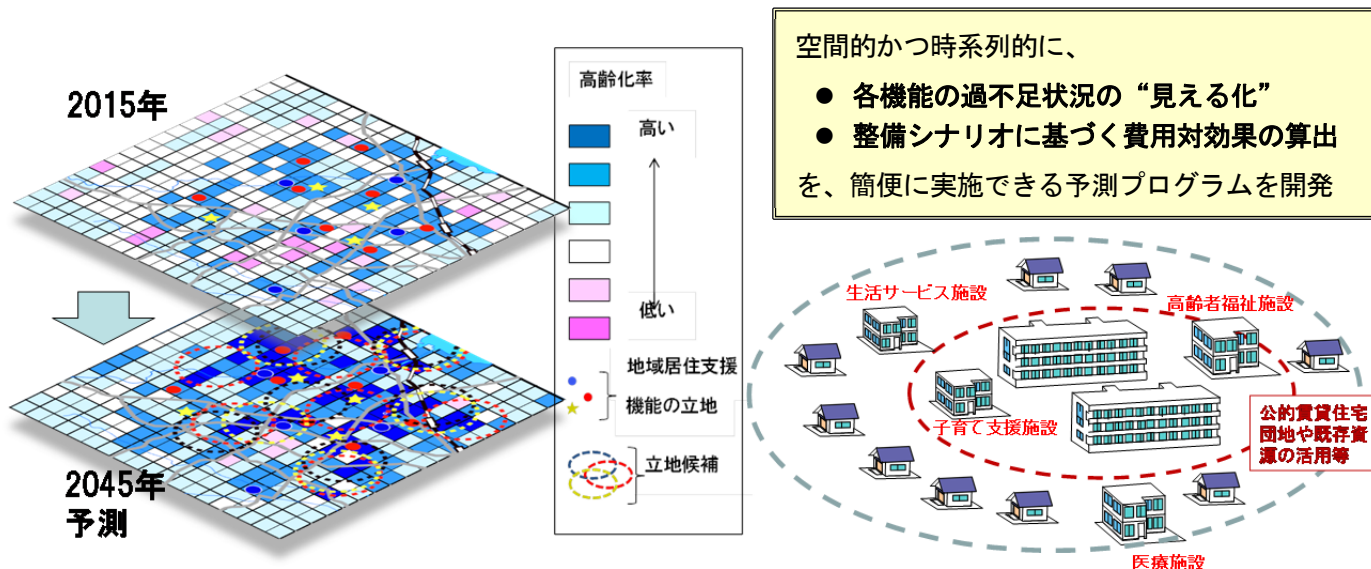 2015年
2045年
予測
高齢化率
高い
低い
地域居住支援
機能の立地
立地候補
空間的かつ時系列的に、
● 各機能の過不足状況の“見える化”
● 整備シナリオに基づく費用対効果の算出
を、簡便に実施できる予測プログラムを開発
生活サービス施設
高齢者福祉施設
子育て支援施設
公的賃貸住宅
団地や既存資
源の活用等
医療施設